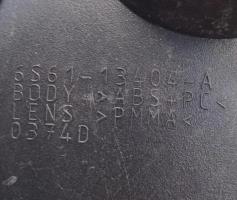 6S61-13404-A
BODY >ABS+PC<
LENS >PMMA<
0374D